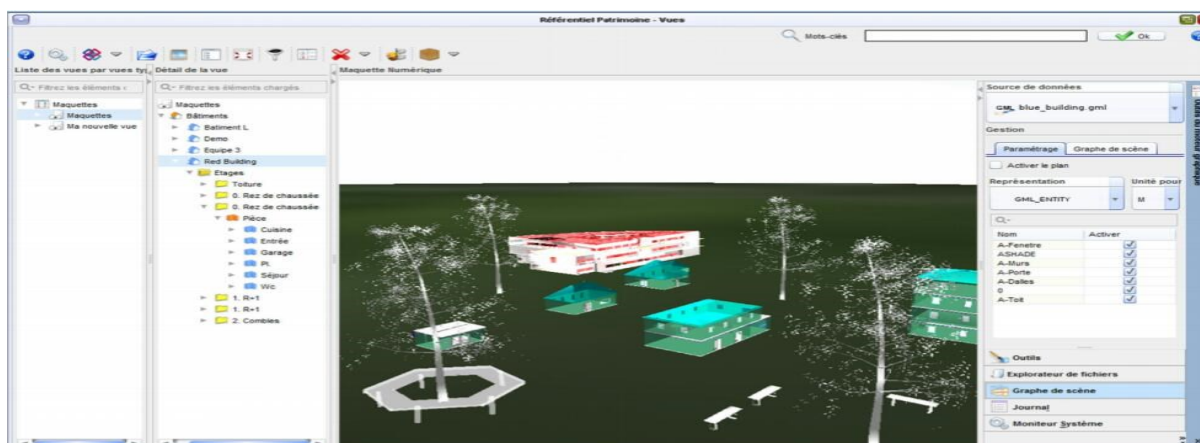 Référentiel Patrimoine - Vues
Mots-clés
Ok
Liste des vues par vues typ
Détail de la vue
Maquette Numérique
Filtrez les éléments c
Filtrez les éléments chargés
Maquettes
Maquettes
Ma nouvelle vue
Maquettes
Bâtiments
Batiment L
Demo
Equipe 3
Red Building
Etages
Toiture
0. Rez de chaussée
0. Rez de chaussée
Pièce
Cuisine
Entrée
Garage
Pl.
Séjour
Wc
1. R+1
1. R+1
2. Combles
Source de données
GML blue_building.gml
Gestion
Paramétrage
Graphe de scène
Activer le plan
Représentation
Unité pour
GML_ENTITY
M
Nom
Activer
A-Fenetre
ASHADE
A-Murs
A-Porte
A-Dalles
0
A-Toit
Outils
Explorateur de fichiers
Graphe de scène
Journal
Moniteur Système